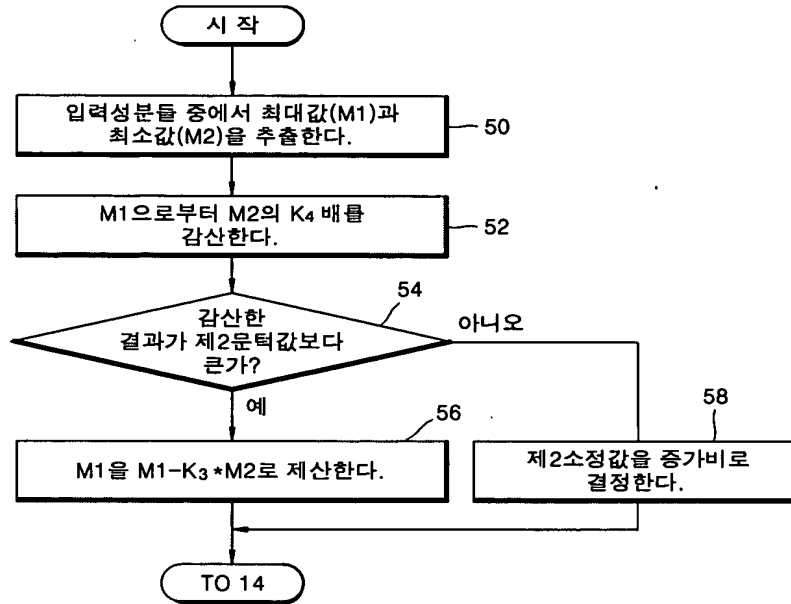 시 작
입력성분들 중에서 최대값(M1)과
최소값(M2)을 추출한다.
50
M1으로부터 M2의 K4 배를
감산한다.
52
54
감산한
결과가 제2문턱값보다
큰가?
아니오
예
56
M1을 M1-K3*M2로 제산한다.
58
제2소정값을 증가비로
결정한다.
TO 14